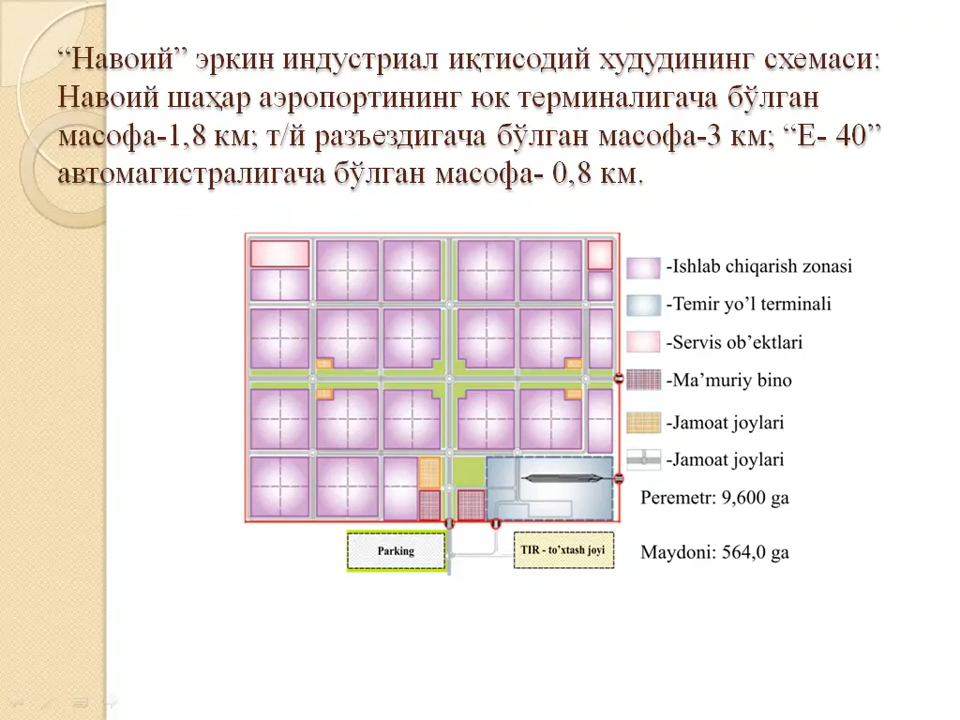 “Навоий” эркин индустриал иқтисодий худудининг схемаси:
Навоий шаҳар аэропортининг юк терминалигача бўлган
масофа-1,8 км; т/й разъездигача бўлган масофа-3 км; “Е- 40”
автомагистралигача бўлган масофа- 0,8 км.
-Ishlab chiqarish zonasi
-Temir yo’l terminali
-Servis ob’ektlari
-Ma’muriy bino
-Jamoat joylari
-Jamoat joylari
Peremetr: 9,600 ga
Maydoni: 564,0 ga
Parking
TIR - to’xtash joyi